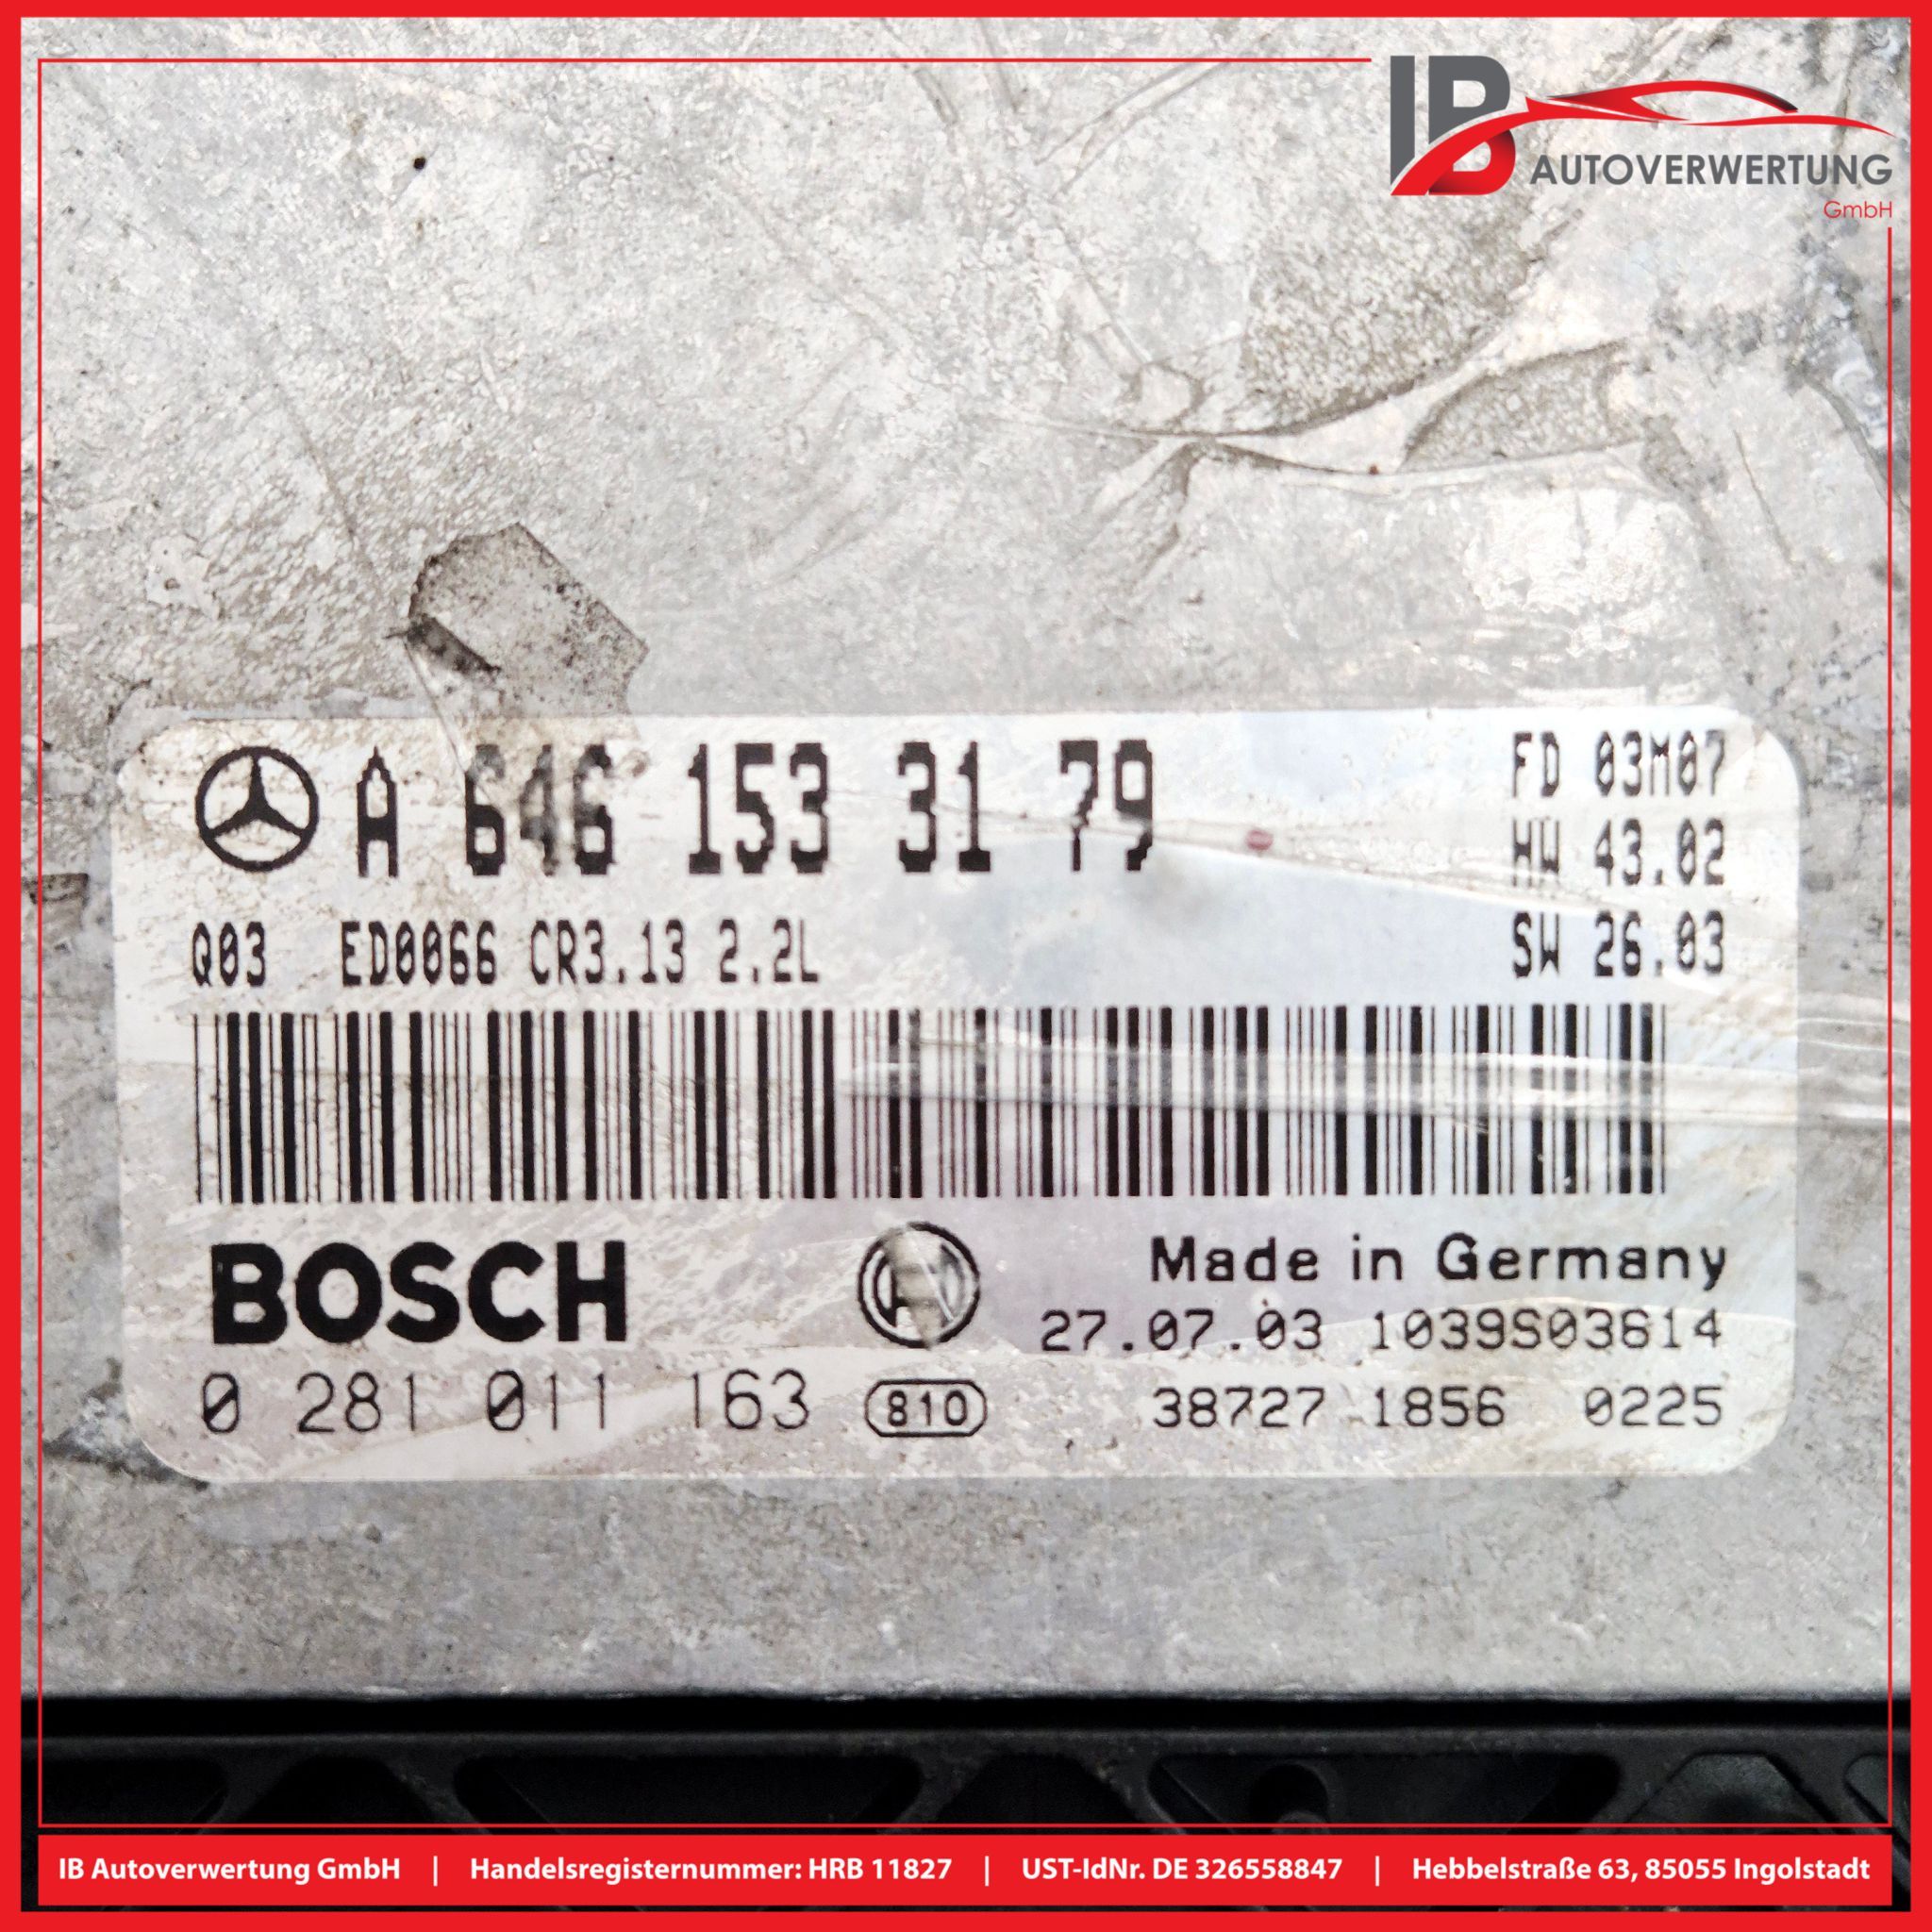 IB
AUTOVERWERTUNG
GmbH
A 646 153 31 79
FD 03M07
HW 43.02
Q03 ED0066 CR3.13 2.2L
SW 26.03
BOSCH
Made in Germany
27.07.03 1039S03614
0 281 011 163
810
38727 1856 0225
IB Autoverwertung GmbH | Handelsregisternummer: HRB 11827 | UST-IdNr. DE 326558847 | Hebbelstraße 63, 85055 Ingolstadt